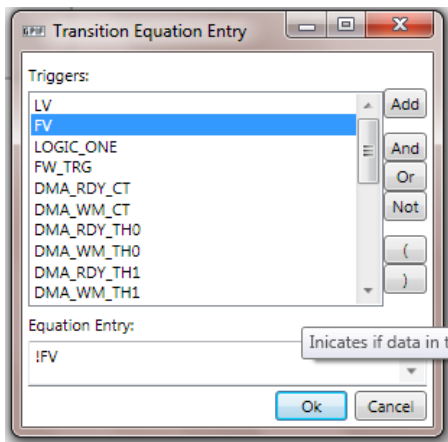 GPIF Transition Equation Entry
Triggers:
LV
FV
LOGIC_ONE
FW_TRG
DMA_RDY_CT
DMA_WM_CT
DMA_RDY_TH0
DMA_WM_TH0
DMA_RDY_TH1
DMA_WM_TH1
Add
And
Or
Not
(
)
Equation Entry:
!FV
Inicates if data in t
Ok
Cancel